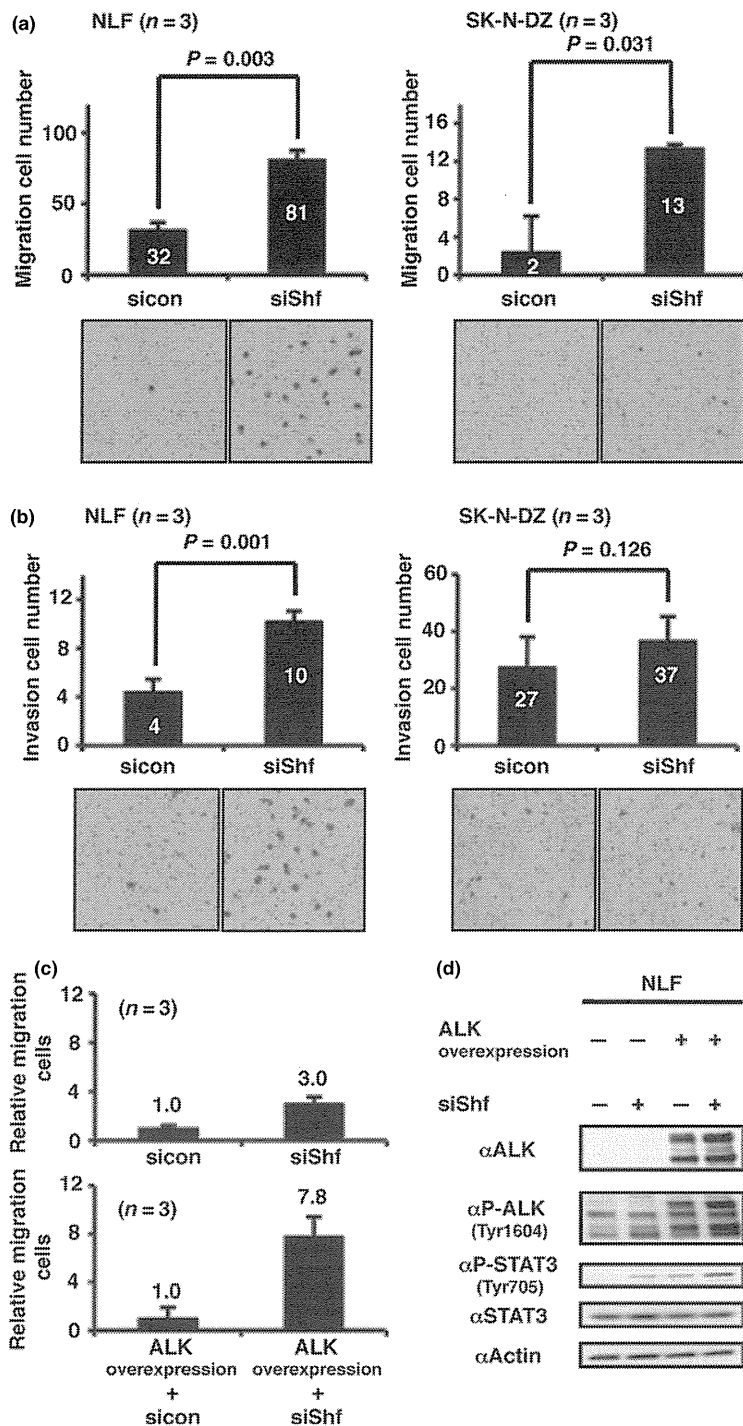 (a)
NLF (n = 3)
P = 0.003
Migration cell number
100
50
0
32
81
sicon
siShf
SK-N-DZ (n = 3)
P = 0.031
Migration cell number
16
12
8
4
0
2
13
sicon
siShf
(b)
NLF (n = 3)
P = 0.001
Invasion cell number
12
8
4
0
4
10
sicon
siShf
SK-N-DZ (n = 3)
P = 0.126
Invasion cell number
60
40
20
0
27
37
sicon
siShf
(c)
Relative migration
cells
12
8
4
0
(n = 3)
1.0
3.0
sicon
siShf
Relative migration
cells
12
8
4
0
(n = 3)
1.0
7.8
ALK
overexpression
+
sicon
ALK
overexpression
+
siShf
(d)
NLF
ALK
overexpression
– – + +
siShf – + – +
αALK
αP-ALK
(Tyr1604)
αP-STAT3
(Tyr705)
αSTAT3
αActin